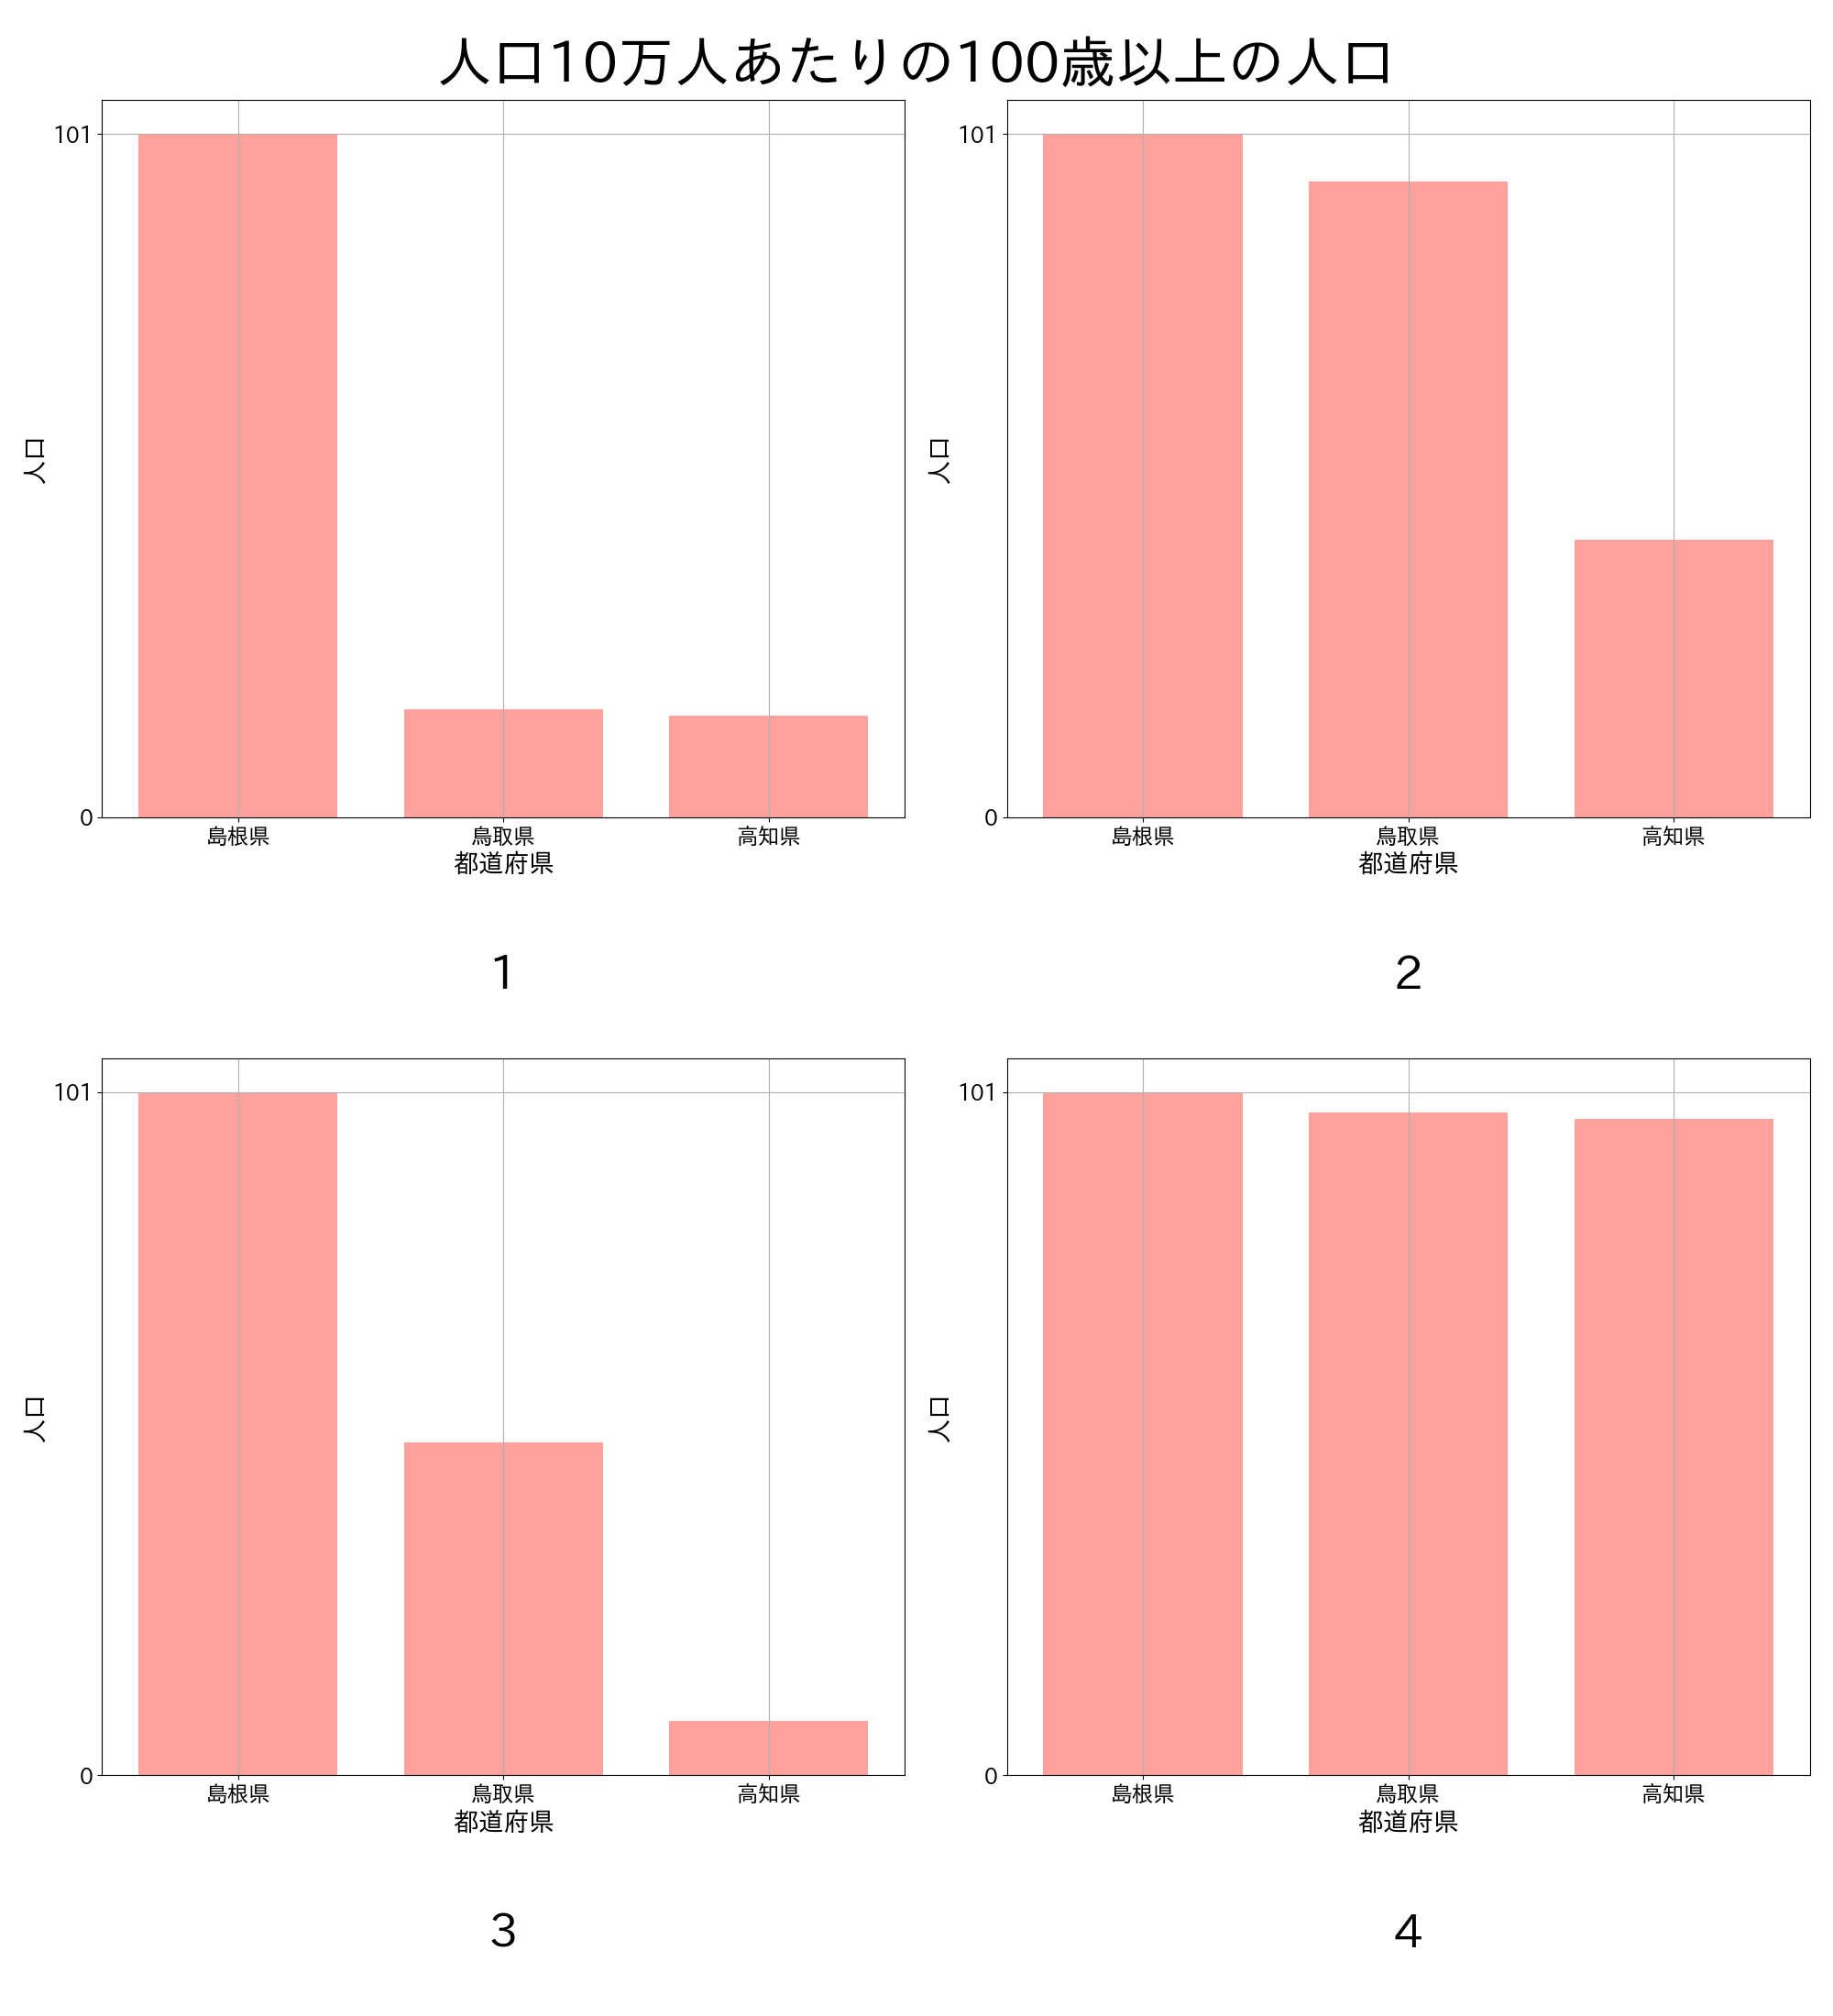 人口10万人あたりの100歳以上の人口
101
人口
0
島根県 鳥取県 高知県
都道府県
1
101
人口
0
島根県 鳥取県 高知県
都道府県
2
101
人口
0
島根県 鳥取県 高知県
都道府県
3
101
人口
0
島根県 鳥取県 高知県
都道府県
4